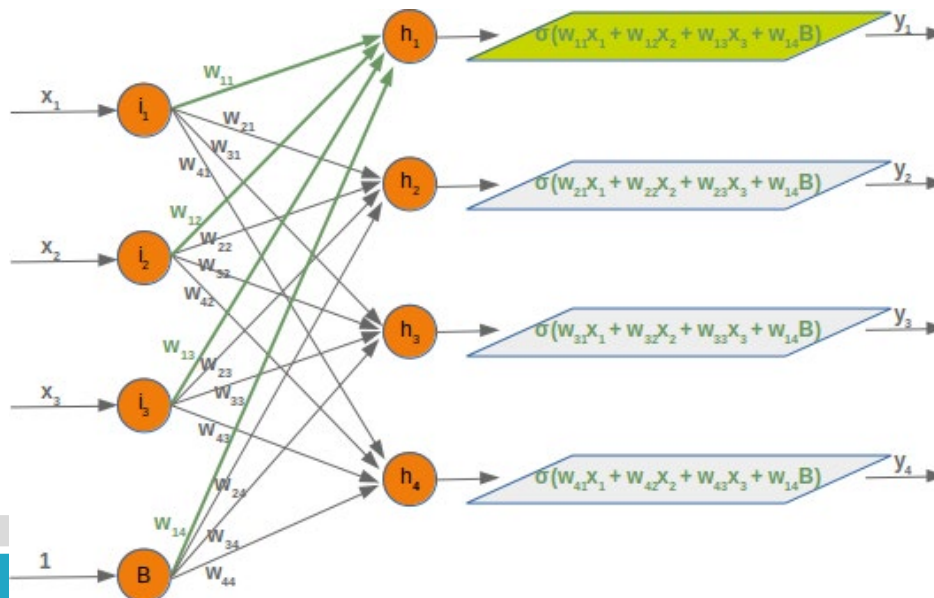 h₁
σ(w₁₁x₁ + w₁₂x₂ + w₁₃x₃ + w₁₄B)
y₁
w₁₁
x₁
i₁
w₂₁
w₃₁
w₄₁
h₂
σ(w₂₁x₁ + w₂₂x₂ + w₂₃x₃ + w₁₄B)
y₂
w₁₂
x₂
i₂
w₂₂
w₃₂
w₄₂
h₃
σ(w₃₁x₁ + w₃₂x₂ + w₃₃x₃ + w₁₄B)
y₃
w₁₃
w₂₃
x₃
i₃
w₃₃
w₄₃
h₄
σ(w₄₁x₁ + w₄₂x₂ + w₄₃x₃ + w₁₄B)
y₄
w₂₄
w₁₄
w₃₄
1
B
w₄₄